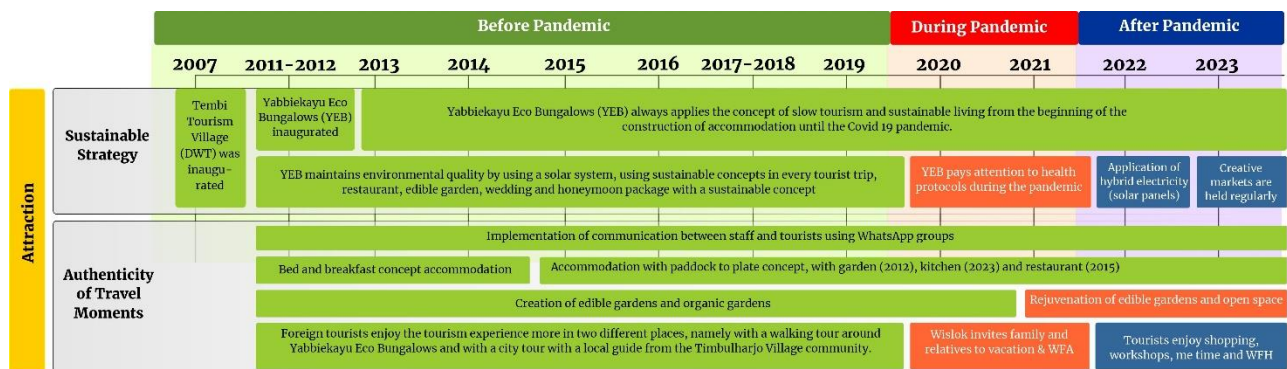 Before Pandemic
During Pandemic
After Pandemic
2007
2011-2012
2013
2014
2015
2016
2017-2018
2019
2020
2021
2022
2023
Attraction
Sustainable
Strategy
Tembi
Tourism
Village
(DWT) was
inaugu-
rated
Yabbiekayu Eco
Bungalows (YEB)
inaugurated
Yabbiekayu Eco Bungalows (YEB) always applies the concept of slow tourism and sustainable living from the beginning of the
construction of accommodation until the Covid 19 pandemic.
YEB maintains environmental quality by using a solar system, using sustainable concepts in every tourist trip,
restaurant, edible garden, wedding and honeymoon package with a sustainable concept
YEB pays attention to health
protocols during the pandemic
Application of
hybrid electricity
(solar panels)
Creative
markets are
held regularly
Authenticity
of Travel
Moments
Implementation of communication between staff and tourists using WhatsApp groups
Bed and breakfast concept accommodation
Accommodation with paddock to plate concept, with garden (2012), kitchen (2023) and restaurant (2015)
Creation of edible gardens and organic gardens
Rejuvenation of edible gardens and open space
Foreign tourists enjoy the tourism experience more in two different places, namely with a walking tour around
Yabbiekayu Eco Bungalows and with a city tour with a local guide from the Timbulharjo Village community.
Wislok invites family and
relatives to vacation & WFA
Tourists enjoy shopping,
workshops, me time and WFH